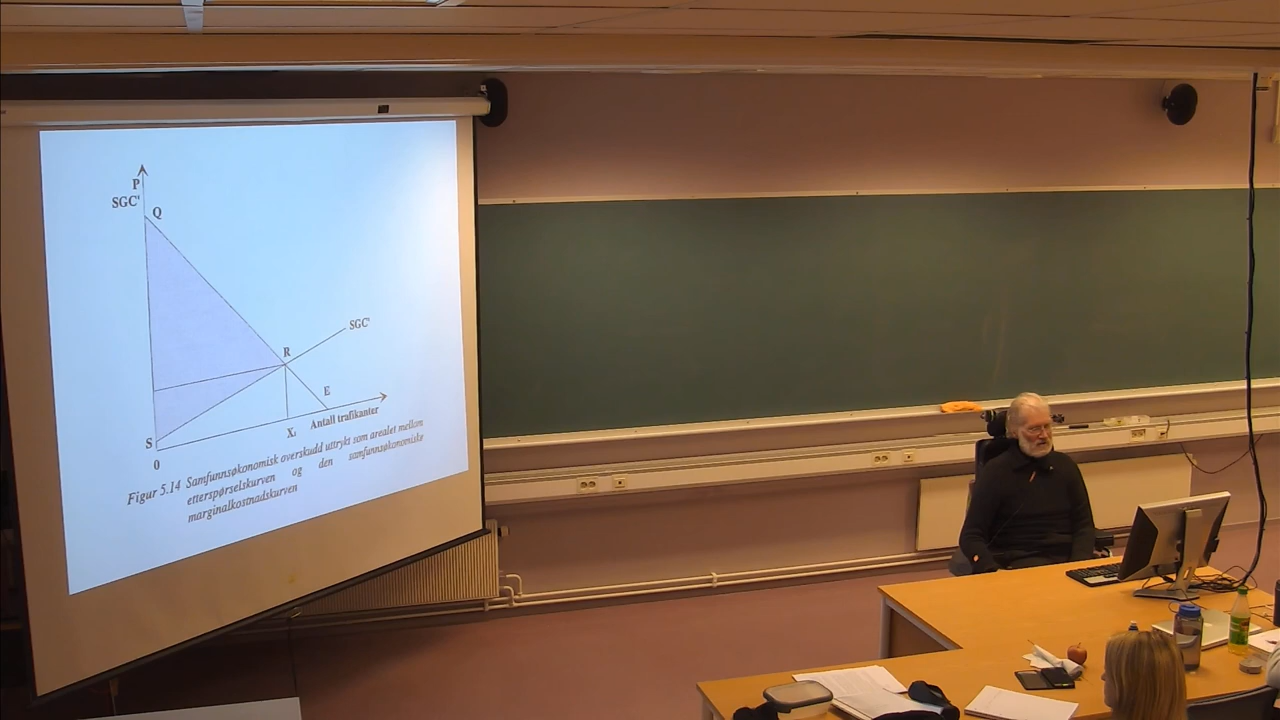 P
SGC'
Q
SGC'
R
E
S
X₁
Antall trafikanter
0
Figur 5.14 Samfunnsøkonomisk overskudd uttrykt som arealet mellom
etterspørselskurven og den samfunnsøkonomiske
marginalkostnadskurven